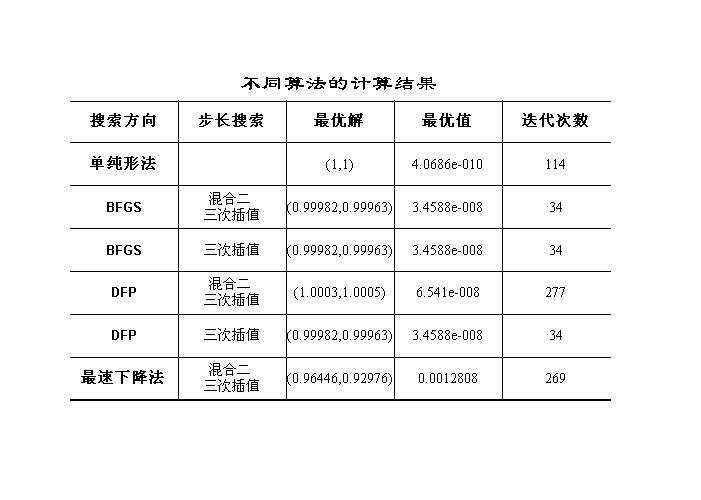 不同算法的计算结果
搜索方向 步长搜索 最优解 最优值 迭代次数
单纯形法 (1,1) 4.0686e-010 114
BFGS 混合二
三次插值 (0.99982,0.99963) 3.4588e-008 34
BFGS 三次插值 (0.99982,0.99963) 3.4588e-008 34
DFP 混合二
三次插值 (1.0003,1.0005) 6.541e-008 277
DFP 三次插值 (0.99982,0.99963) 3.4588e-008 34
最速下降法 混合二
三次插值 (0.96446,0.92976) 0.0012808 269